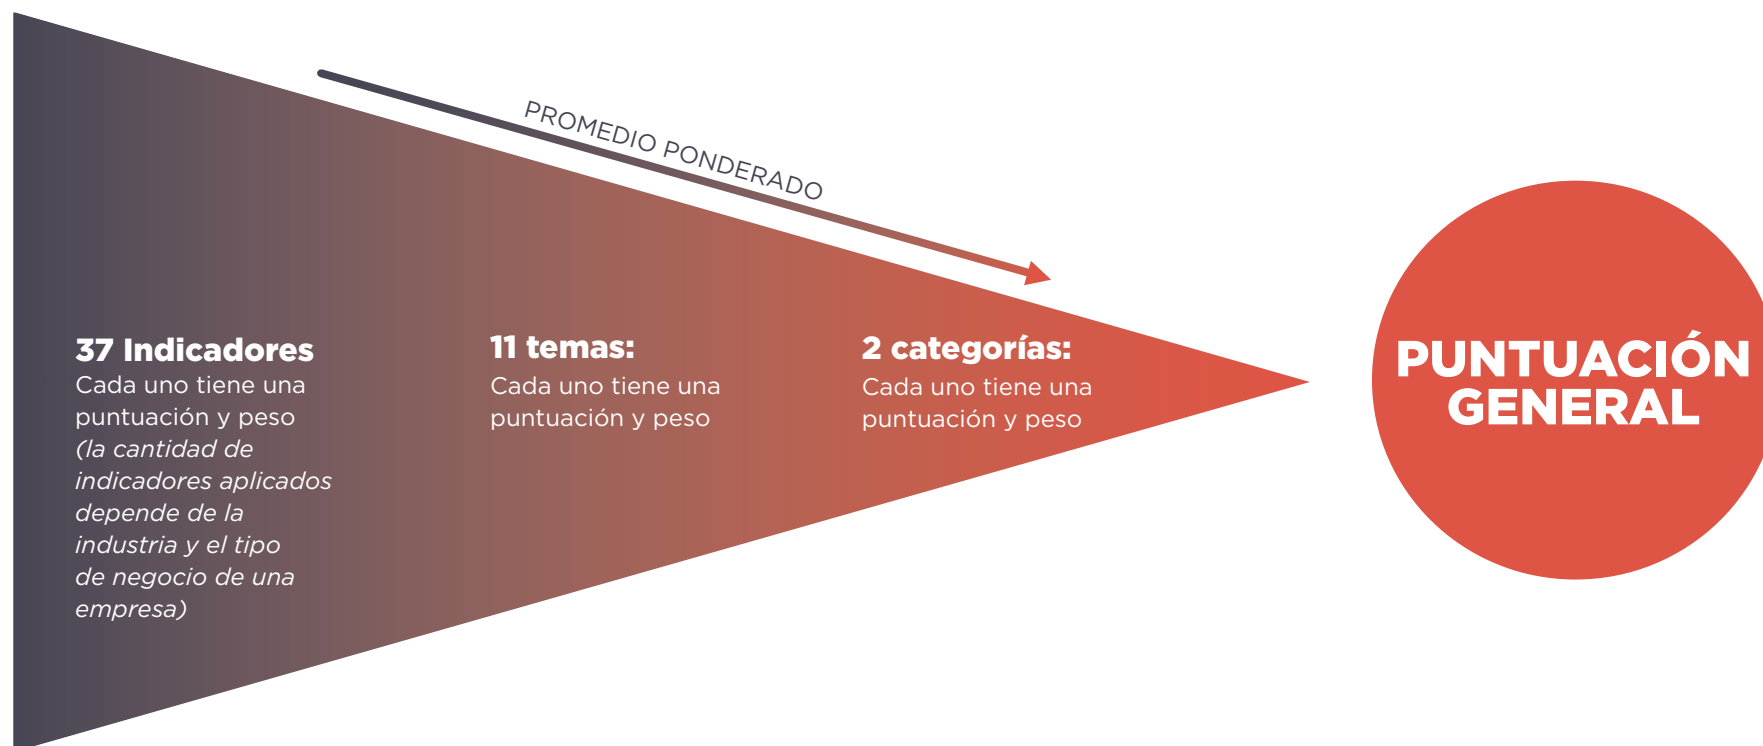 PROMEDIO PONDERADO
37 Indicadores
Cada uno tiene una
puntuación y peso
(la cantidad de
indicadores aplicados
depende de la
industria y el tipo
de negocio de una
empresa)
11 temas:
Cada uno tiene una
puntuación y peso
2 categorías:
Cada uno tiene una
puntuación y peso
PUNTUACIÓN
GENERAL